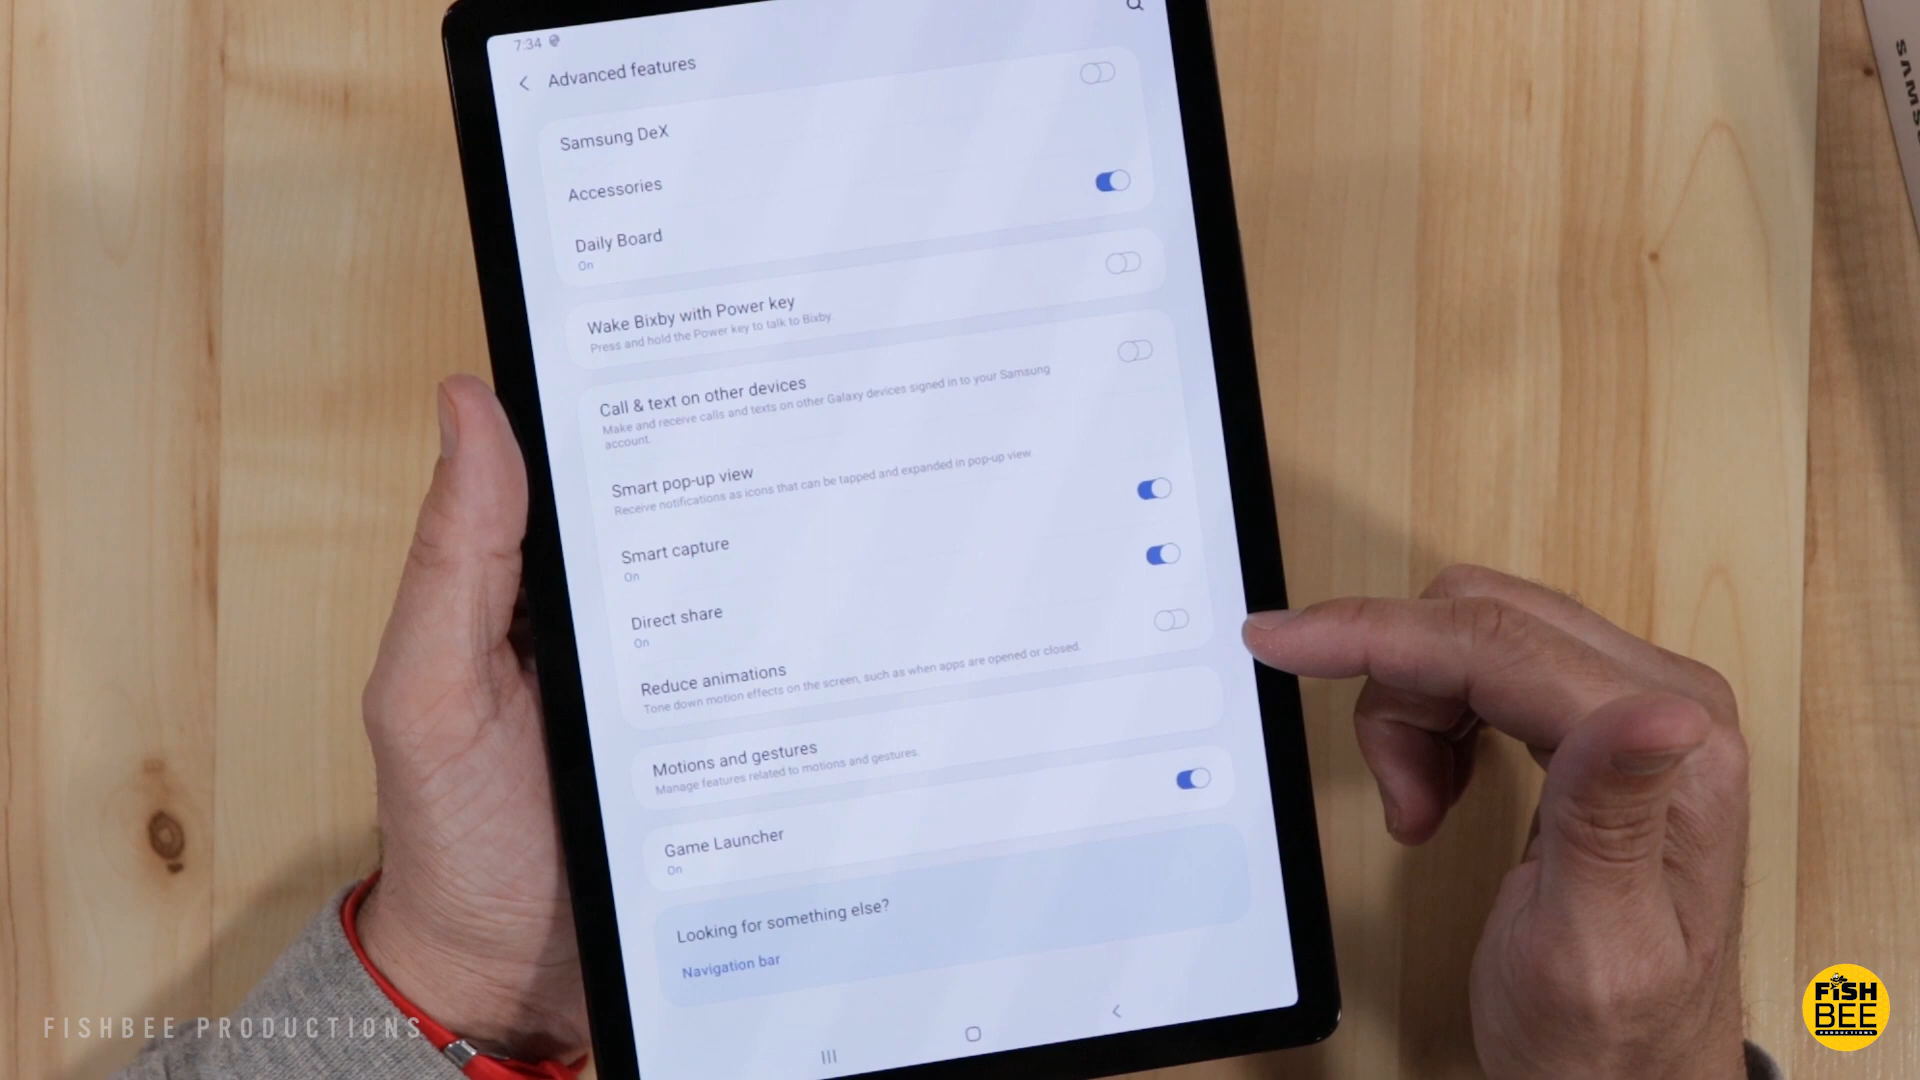 7:34
Advanced features
Samsung DeX
Accessories
Daily Board
On
Wake Bixby with Power key
Press and hold the Power key to talk to Bixby.
Call & text on other devices
Make and receive calls and texts on other Galaxy devices signed in to your Samsung
account.
Smart pop-up view
Receive notifications as icons that can be tapped and expanded in pop-up view.
Smart capture
On
Direct share
On
Reduce animations
Tone down motion effects on the screen, such as when apps are opened or closed.
Motions and gestures
Manage features related to motions and gestures.
Game Launcher
On
Looking for something else?
Navigation bar
FISHBEE PRODUCTIONS
FISH
BEE
PRODUCTIONS